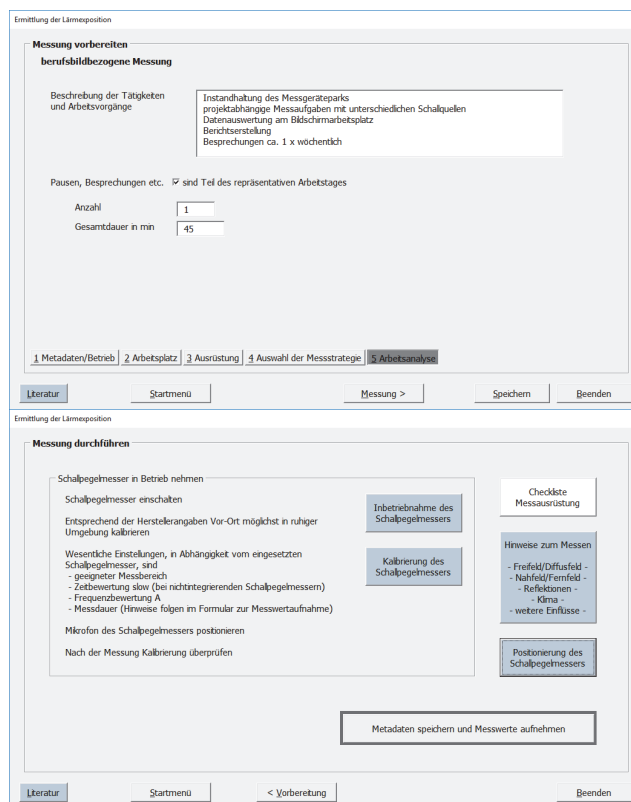 Ermittlung der Lärmexposition
Messung vorbereiten
berufsbildbezogene Messung
Beschreibung der Tätigkeiten
und Arbeitsvorgänge
Instandhaltung des Messgeräteparks
projektabhängige Messaufgaben mit unterschiedlichen Schallquellen
Datenauswertung am Bildschirmarbeitsplatz
Berichtserstellung
Besprechungen ca. 1 x wöchentlich
Pausen, Besprechungen etc. sind Teil des repräsentativen Arbeitstages
Anzahl 1
Gesamtdauer in min 45
1 Metadaten/Betrieb 2 Arbeitsplatz 3 Ausrüstung 4 Auswahl der Messstrategie 5 Arbeitsanalyse
Literatur Startmenü Messung > Speichern Beenden
Ermittlung der Lärmexposition
Messung durchführen
Schallpegelmesser in Betrieb nehmen
Schallpegelmesser einschalten
Entsprechend der Herstellerangaben Vor-Ort möglichst in ruhiger
Umgebung kalibrieren
Wesentliche Einstellungen, in Abhängigkeit vom eingesetzten
Schallpegelmesser, sind
- geeigneter Messbereich
- Zeitbewertung slow (bei nichtintegrierenden Schallpegelmessern)
- Frequenzbewertung A
- Messdauer (Hinweise folgen im Formular zur Messwertaufnahme)
Mikrofon des Schallpegelmessers positionieren
Nach der Messung Kalibrierung überprüfen
Inbetriebnahme des
Schallpegelmessers
Kalibrierung des
Schallpegelmessers
Checkliste
Messausrüstung
Hinweise zum Messen
- Freifeld/Diffusfeld -
- Nahfeld/Fernfeld -
- Reflektionen -
- Klima -
- weitere Einflüsse -
Positionierung des
Schallpegelmessers
Metadaten speichern und Messwerte aufnehmen
Literatur Startmenü < Vorbereitung Beenden